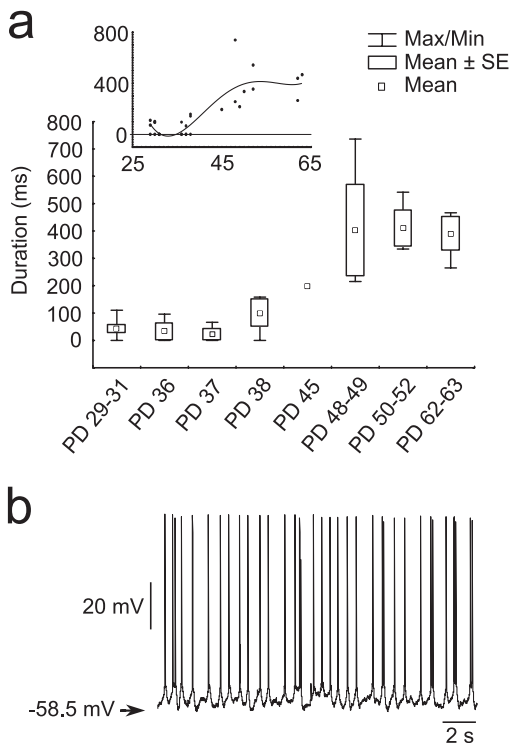 a
800
400
0
25
45
65
Max/Min
Mean ± SE
Mean
Duration (ms)
800
700
600
500
400
300
200
100
0
PD 29-31
PD 36
PD 37
PD 38
PD 45
PD 48-49
PD 50-52
PD 62-63
b
20 mV
-58.5 mV
2 s